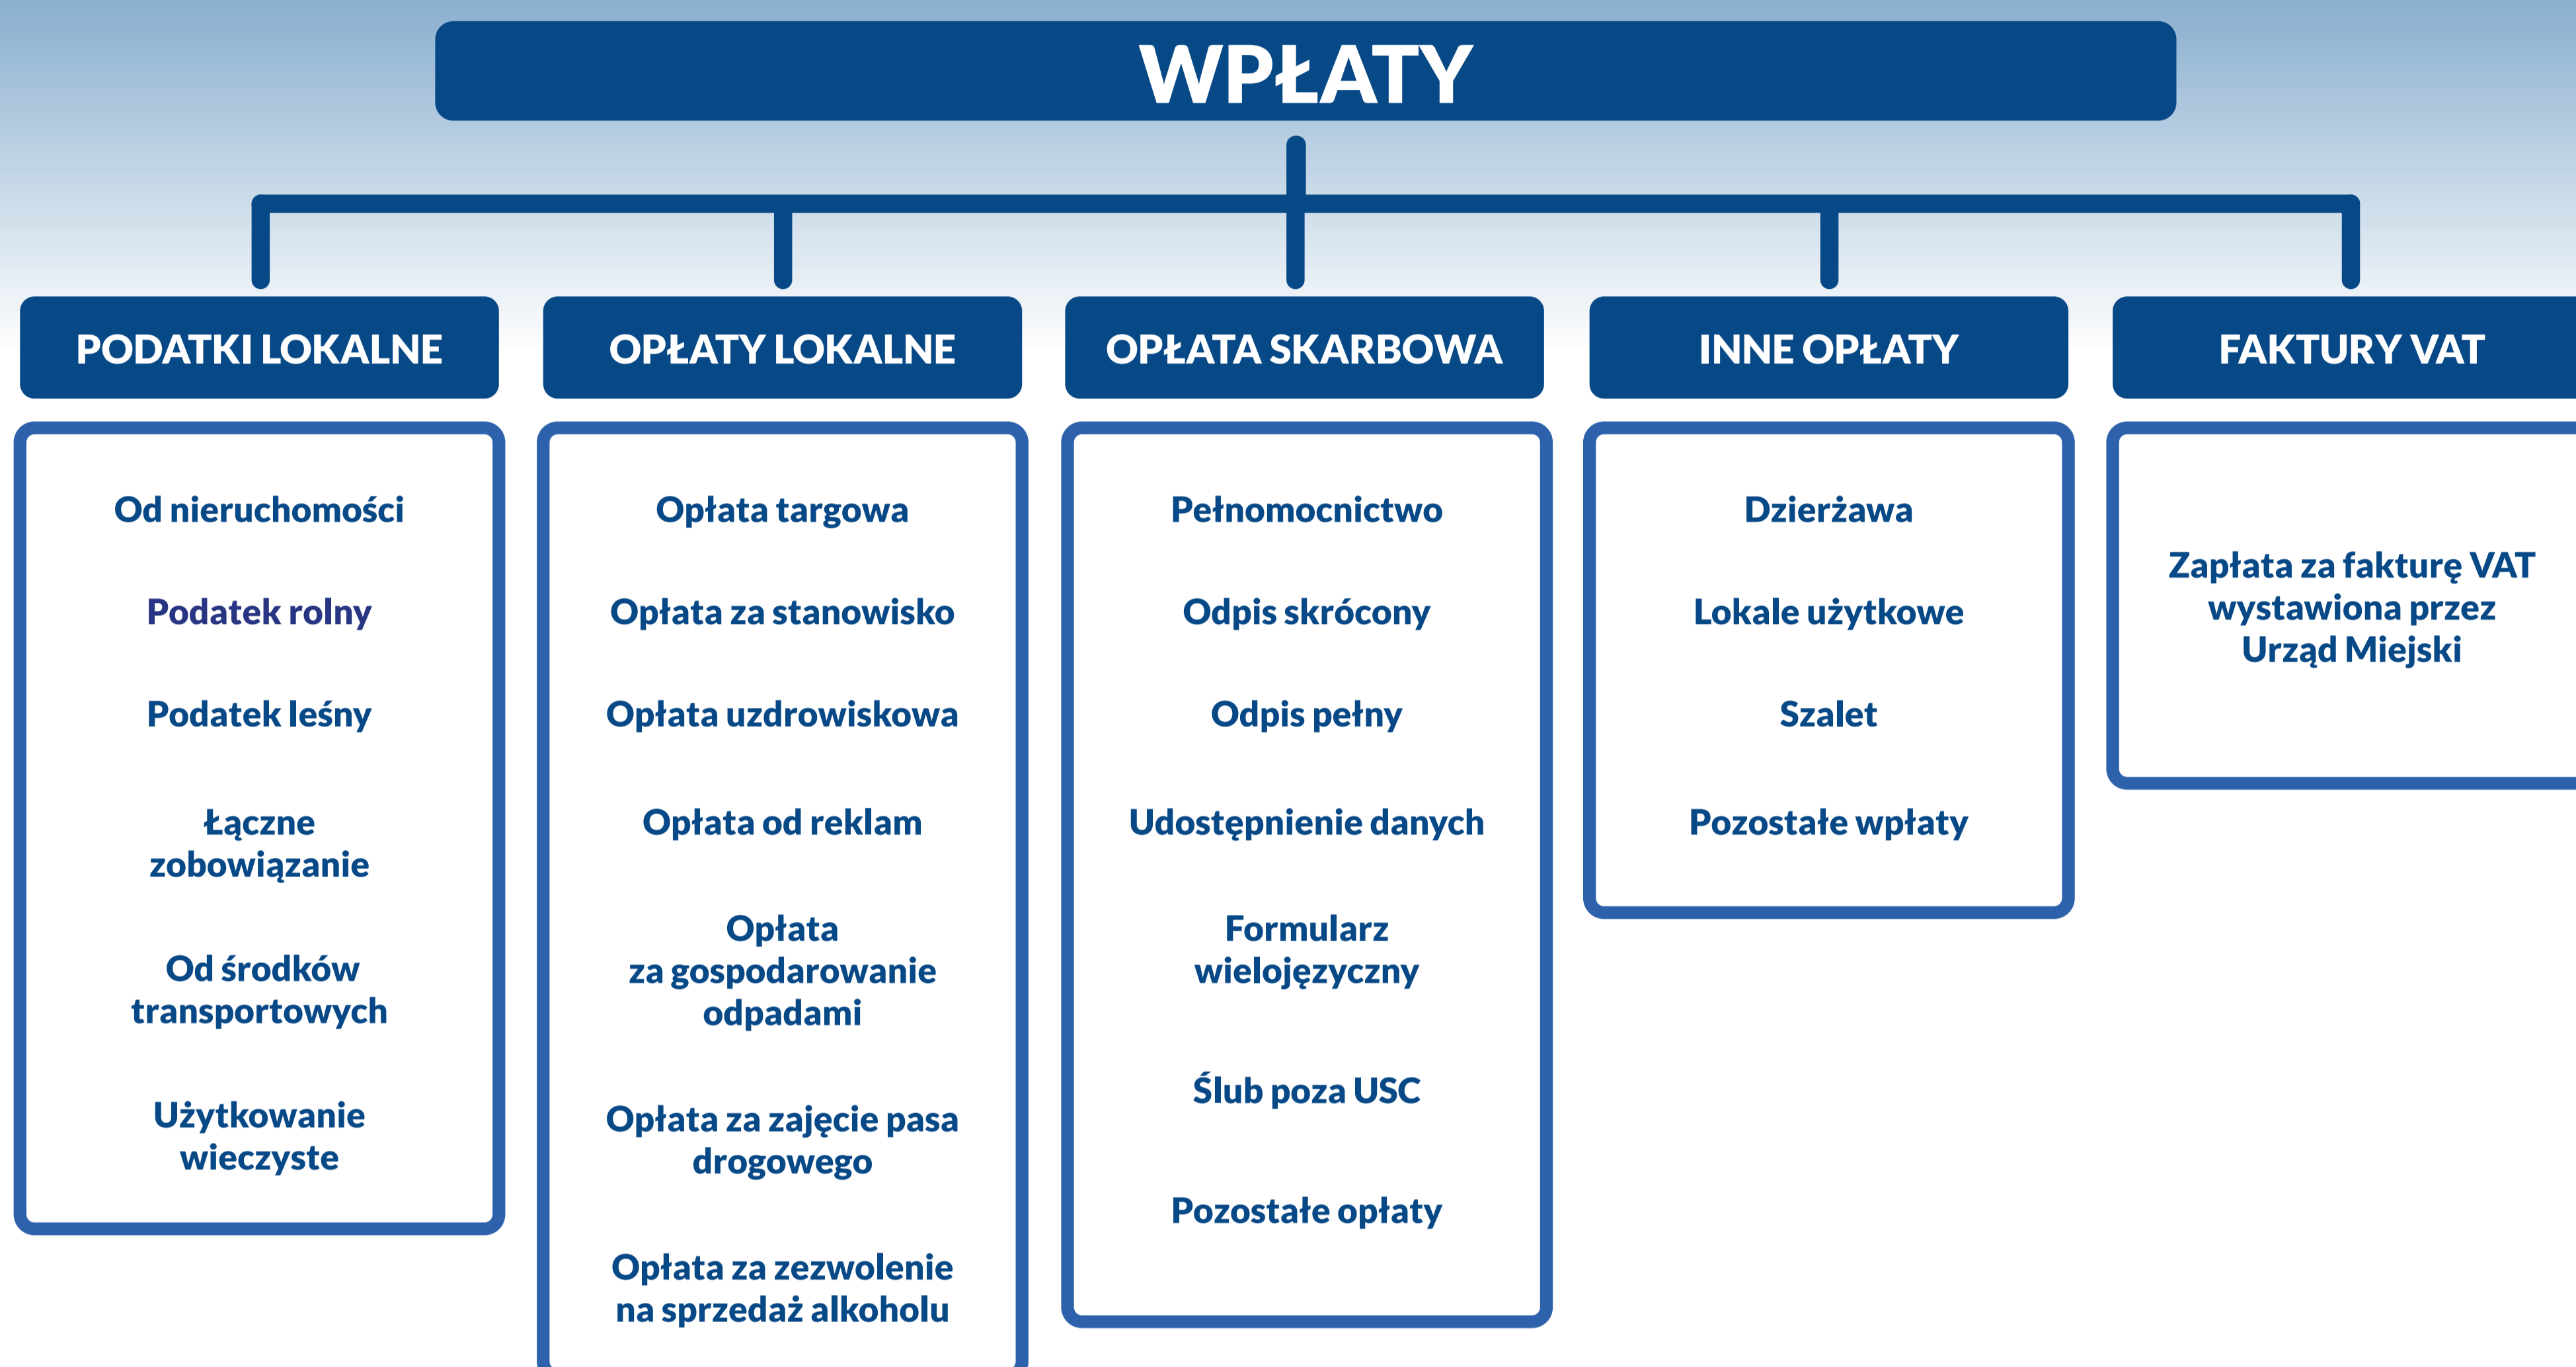 WPŁATY
PODATKI LOKALNE
Od nieruchomości
Podatek rolny
Podatek leśny
Łączne
zobowiązanie
Od środków
transportowych
Użytkowanie
wieczyste
OPŁATY LOKALNE
Opłata targowa
Opłata za stanowisko
Opłata uzdrowiskowa
Opłata od reklam
Opłata
za gospodarowanie
odpadami
Opłata za zajęcie pasa
drogowego
Opłata za zezwolenie
na sprzedaż alkoholu
OPŁATA SKARBOWA
Pełnomocnictwo
Odpis skrócony
Odpis pełny
Udostępnienie danych
Formularz
wielojęzyczny
Ślub poza USC
Pozostałe opłaty
INNE OPŁATY
Dzierżawa
Lokale użytkowe
Szalet
Pozostałe wpłaty
FAKTURY VAT
Zapłata za fakturę VAT
wystawiona przez
Urząd Miejski